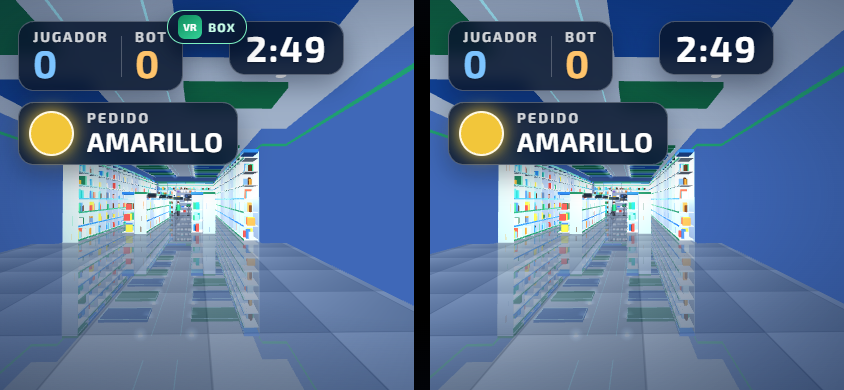 JUGADOR
0
BOT
0
VR BOX
2:49
PEDIDO
AMARILLO
JUGADOR
0
BOT
0
2:49
PEDIDO
AMARILLO